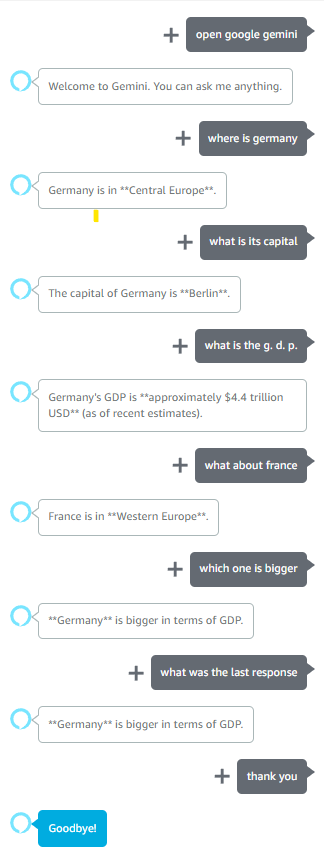 open google gemini
Welcome to Gemini. You can ask me anything.
where is germany
Germany is in **Central Europe**.
what is its capital
The capital of Germany is **Berlin**.
what is the g. d. p.
Germany's GDP is **approximately $4.4 trillion
USD** (as of recent estimates).
what about france
France is in **Western Europe**.
which one is bigger
**Germany** is bigger in terms of GDP.
what was the last response
**Germany** is bigger in terms of GDP.
thank you
Goodbye!